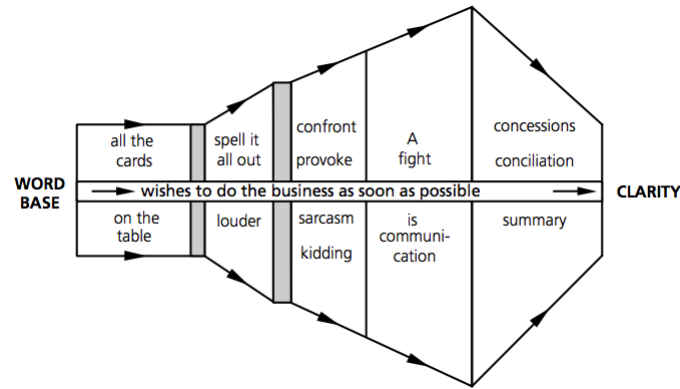 WORD
BASE
all the
cards
spell it
all out
confront
provoke
A
fight
concessions
conciliation
wishes to do the business as soon as possible
CLARITY
on the
table
louder
sarcasm
kidding
is
communi-
cation
summary